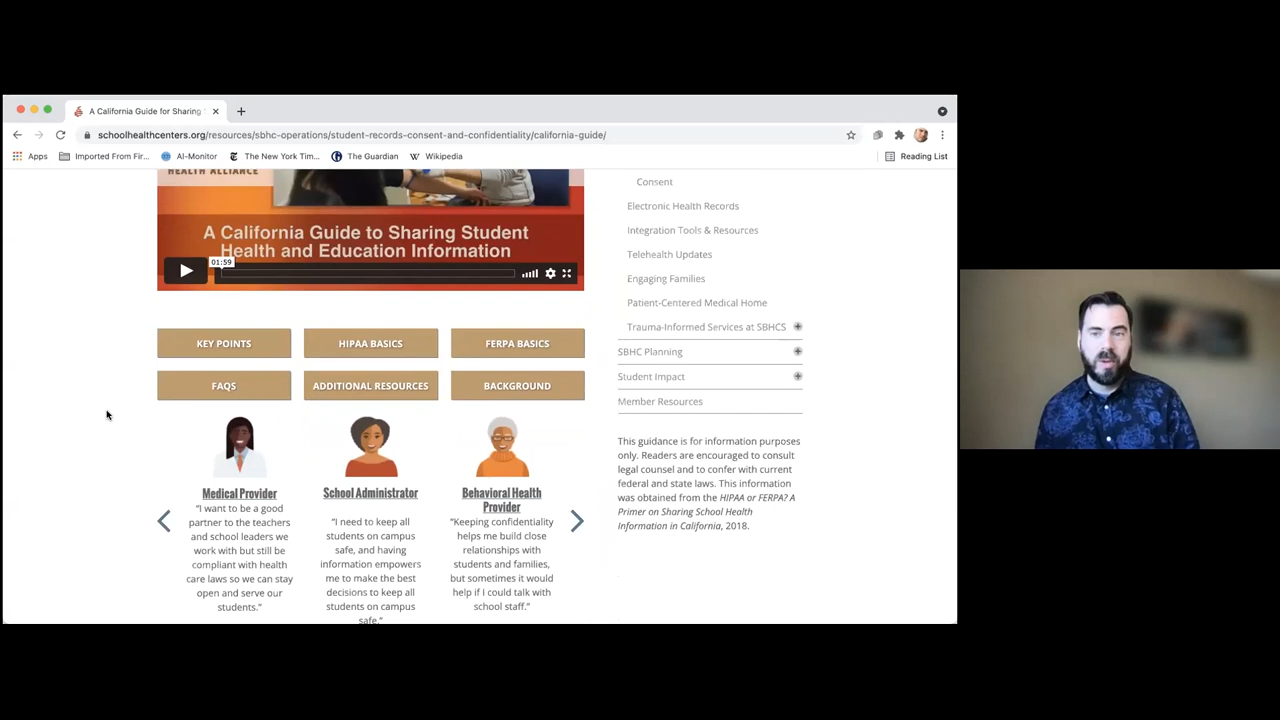 A California Guide for Sharing
schoolhealthcenters.org/resources/sbhc-operations/student-records-consent-and-confidentiality/california-guide/
Apps
Imported From Fir...
Al-Monitor
The New York Tim...
The Guardian
Wikipedia
Reading List
HEALTH ALLIANCE
A California Guide to Sharing Student
Health and Education Information
01:59
KEY POINTS
HIPAA BASICS
FERPA BASICS
FAQS
ADDITIONAL RESOURCES
BACKGROUND
Medical Provider
"I want to be a good
partner to the teachers
and school leaders we
work with but still be
compliant with health
care laws so we can stay
open and serve our
students."
School Administrator
"I need to keep all
students on campus
safe, and having
information empowers
me to make the best
decisions to keep all
students on campus
safe."
Behavioral Health
Provider
"Keeping confidentiality
helps me build close
relationships with
students and families,
but sometimes it would
help if I could talk with
school staff."
Consent
Electronic Health Records
Integration Tools & Resources
Telehealth Updates
Engaging Families
Patient-Centered Medical Home
Trauma-Informed Services at SBHCS
SBHC Planning
Student Impact
Member Resources
This guidance is for information purposes
only. Readers are encouraged to consult
legal counsel and to confer with current
federal and state laws. This information
was obtained from the HIPAA or FERPA? A
Primer on Sharing School Health
Information in California, 2018.